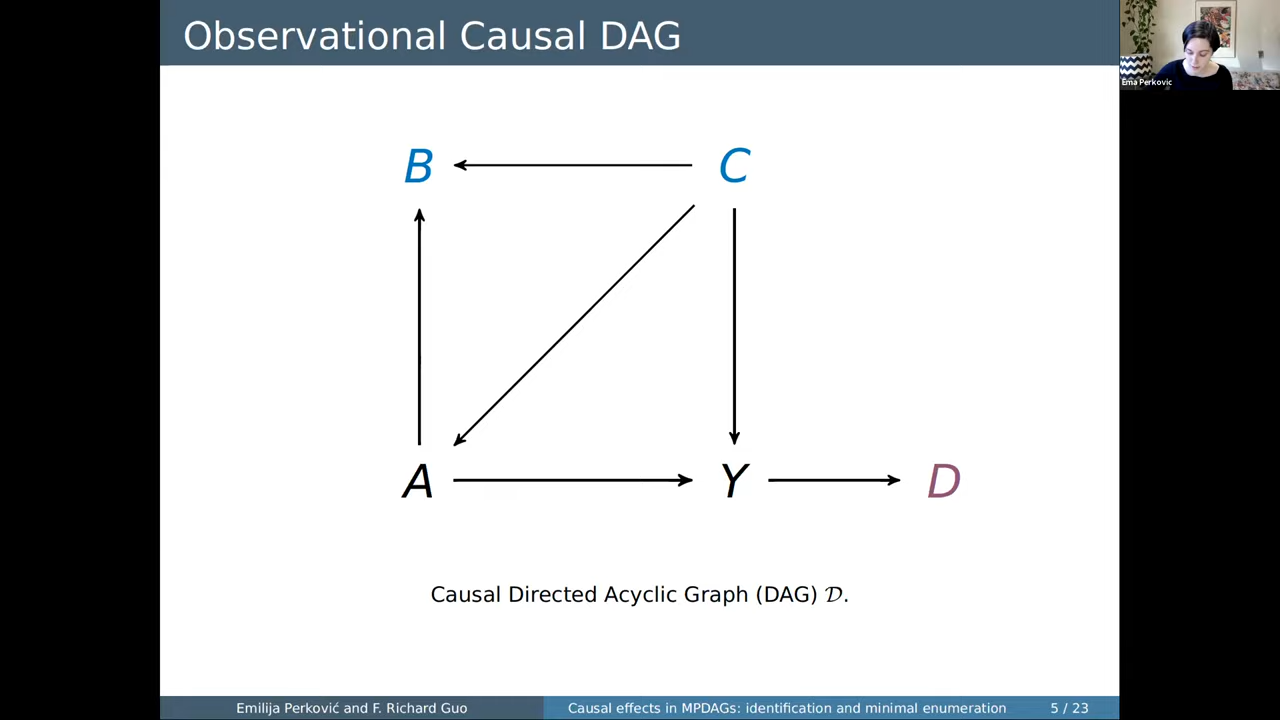 Observational Causal DAG
Ema Perkovic
B
C
A
Y
D
Causal Directed Acyclic Graph (DAG) 𝒟.
Emilija Perković and F. Richard Guo
Causal effects in MPDAGs: identification and minimal enumeration
5 / 23